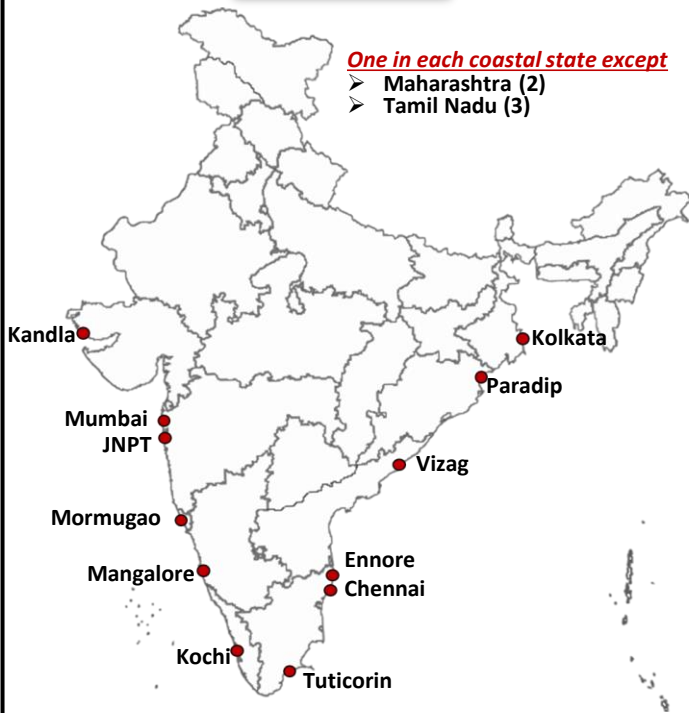 One in each coastal state except
➢ Maharashtra (2)
➢ Tamil Nadu (3)
Kandla
Kolkata
Paradip
Mumbai
JNPT
Vizag
Mormugao
Ennore
Mangalore
Chennai
Kochi
Tuticorin